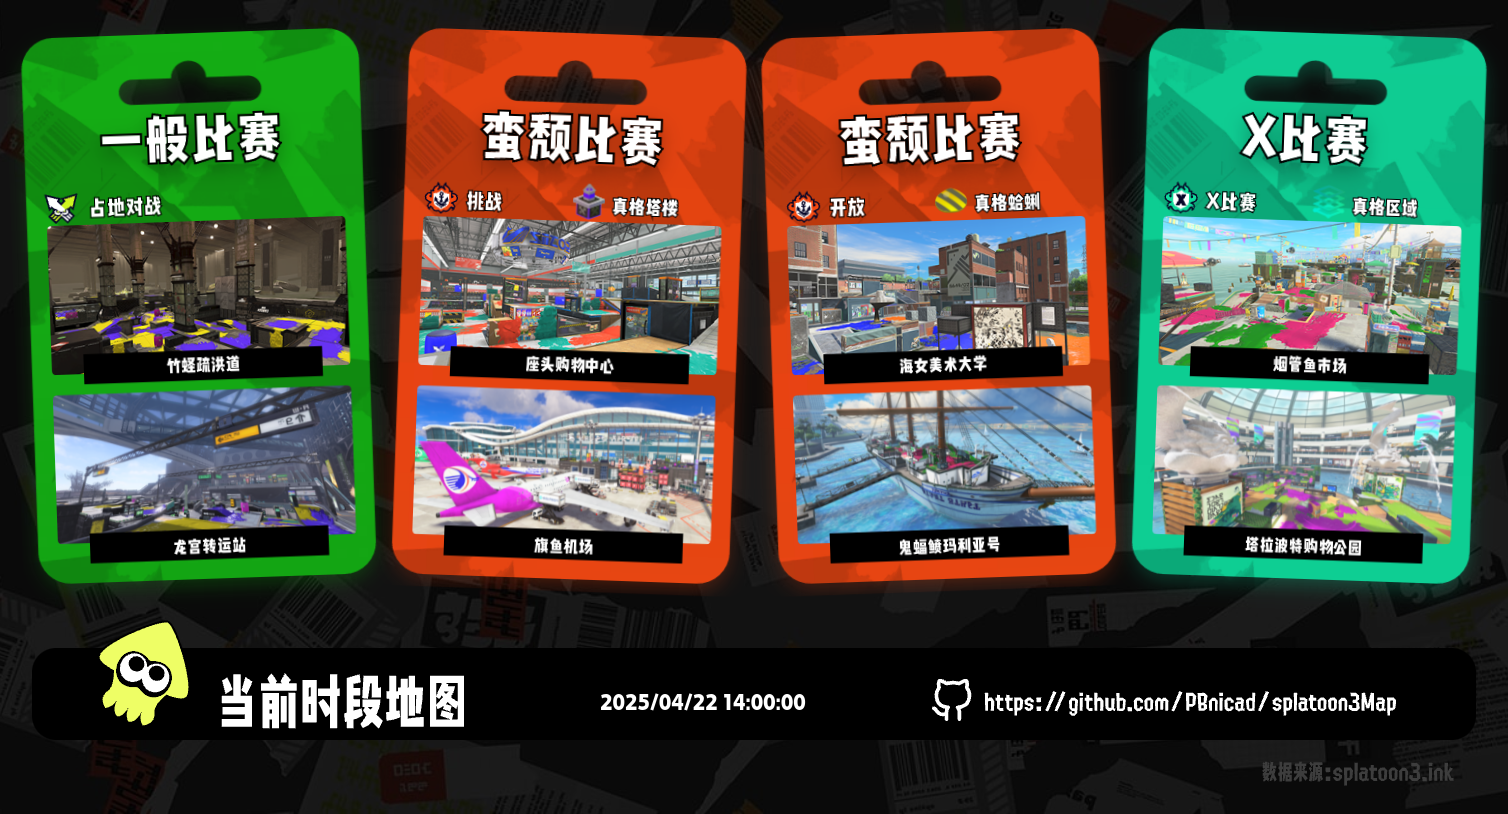 一般比赛
占地对战
竹蛏疏洪道
龙宫转运站
蛮颓比赛
挑战
真格塔楼
座头购物中心
旗鱼机场
蛮颓比赛
开放
真格蛤蜊
海女美术大学
鬼蝠鲼玛利亚号
X比赛
X比赛
真格区域
烟管鱼市场
塔拉波特购物公园
当前时段地图
2025/04/22 14:00:00
https://github.com/PBnicad/splatoon3Map
数据来源:splatoon3.ink